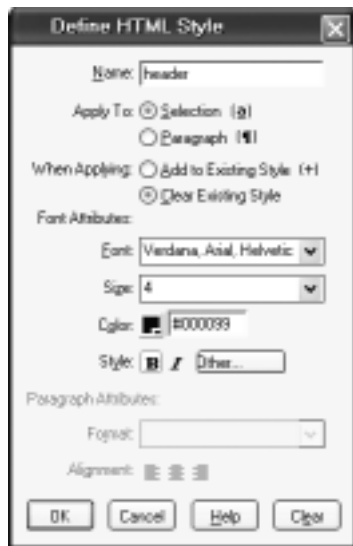 Define HTML Style
Name: header
Apply To: Selection (a)
Paragraph (¶)
When Applying: Add to Existing Style (+)
Clear Existing Style
Font Attributes:
Font: Verdana, Arial, Helvetic
Size: 4
Color: #000099
Style: B I Other...
Paragraph Attributes:
Format:
Alignment:
OK Cancel Help Clear